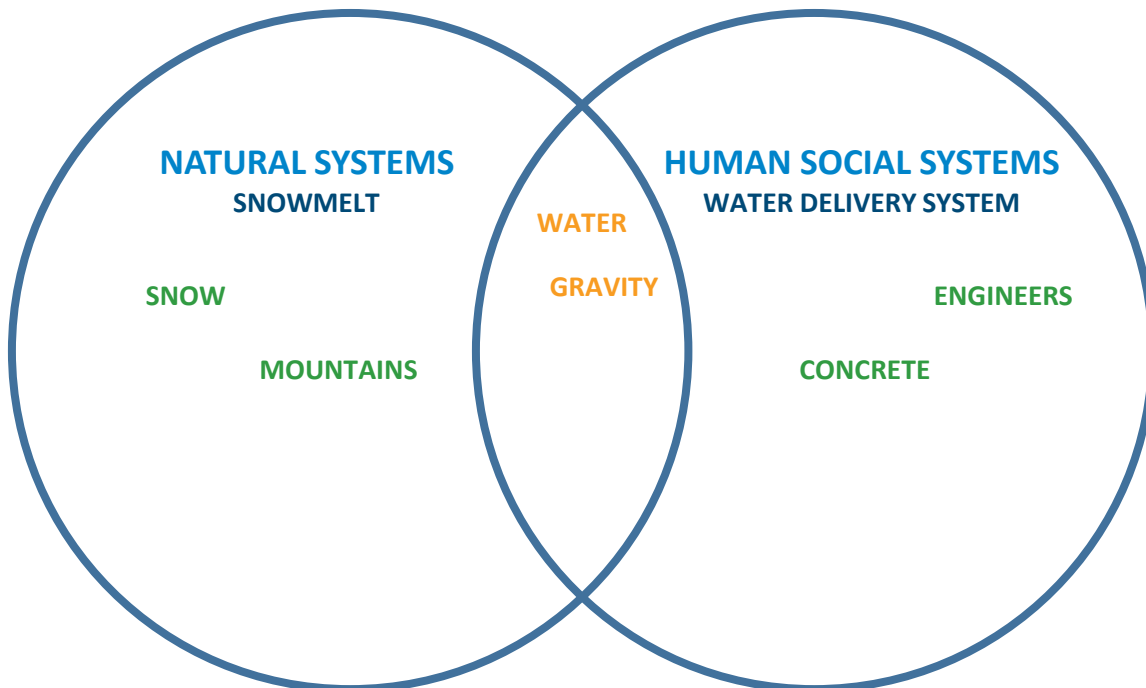 NATURAL SYSTEMS
SNOWMELT
SNOW
MOUNTAINS
WATER
GRAVITY
HUMAN SOCIAL SYSTEMS
WATER DELIVERY SYSTEM
ENGINEERS
CONCRETE